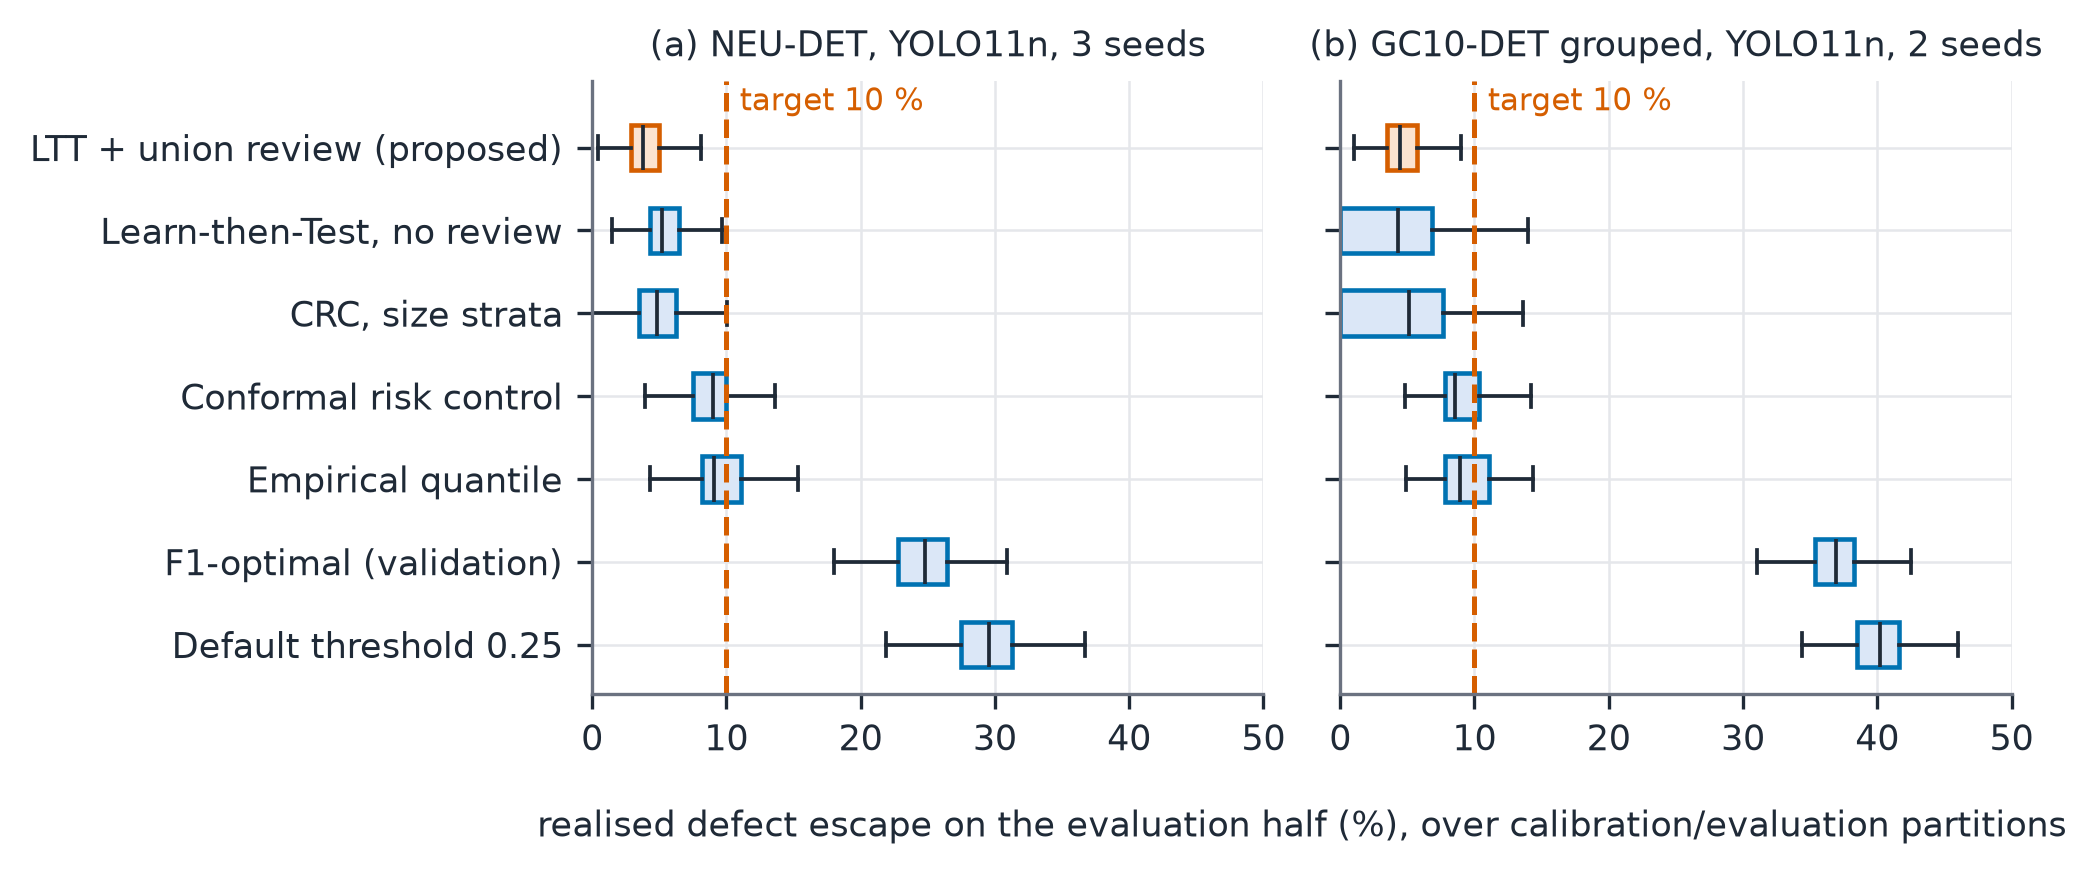 (a) NEU-DET, YOLO11n, 3 seeds
(b) GC10-DET grouped, YOLO11n, 2 seeds
target 10 %
target 10 %
LTT + union review (proposed)
Learn-then-Test, no review
CRC, size strata
Conformal risk control
Empirical quantile
F1-optimal (validation)
Default threshold 0.25
0 10 20 30 40 50
0 10 20 30 40 50
realised defect escape on the evaluation half (%), over calibration/evaluation partitions